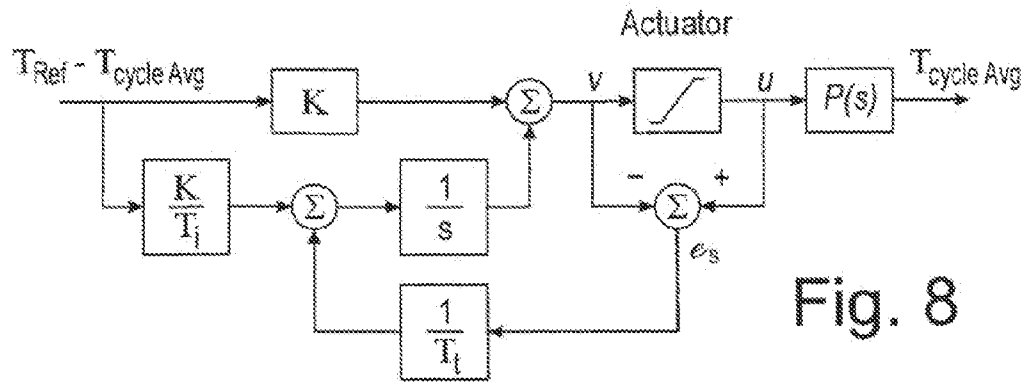 Actuator
T_Ref - T_cycle Avg
K
Σ
v
u
P(s)
T_cycle Avg
K
T_i
Σ
1
s
−
+
Σ
e_s
1
T_t
Fig. 8